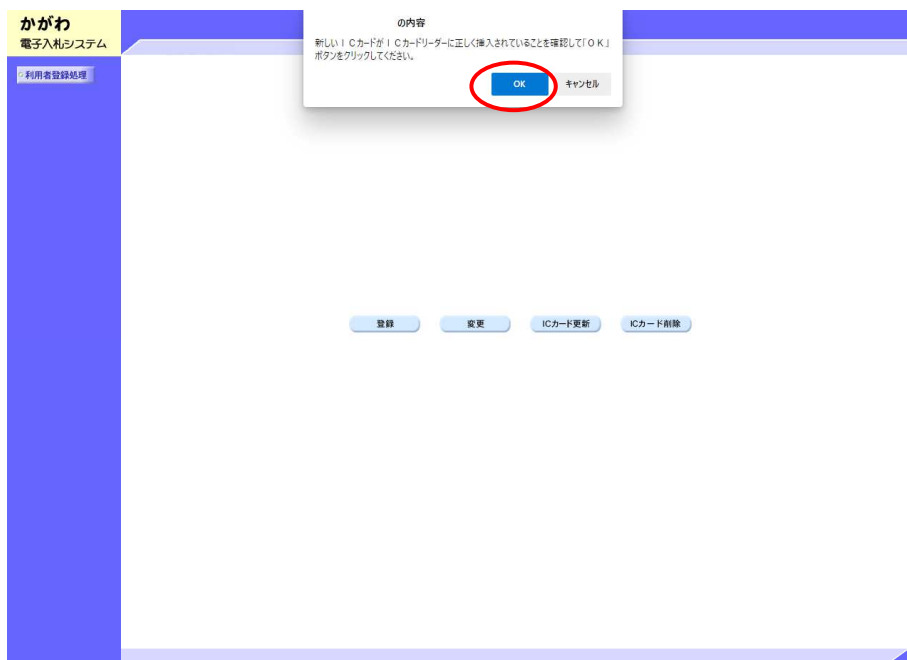 かがわ
電子入札システム
利用者登録処理
の内容
新しいＩＣカードがＩＣカードリーダーに正しく挿入されていることを確認して「ＯＫ」
ボタンをクリックしてください。
OK キャンセル
登録 変更 ICカード更新 ICカード削除